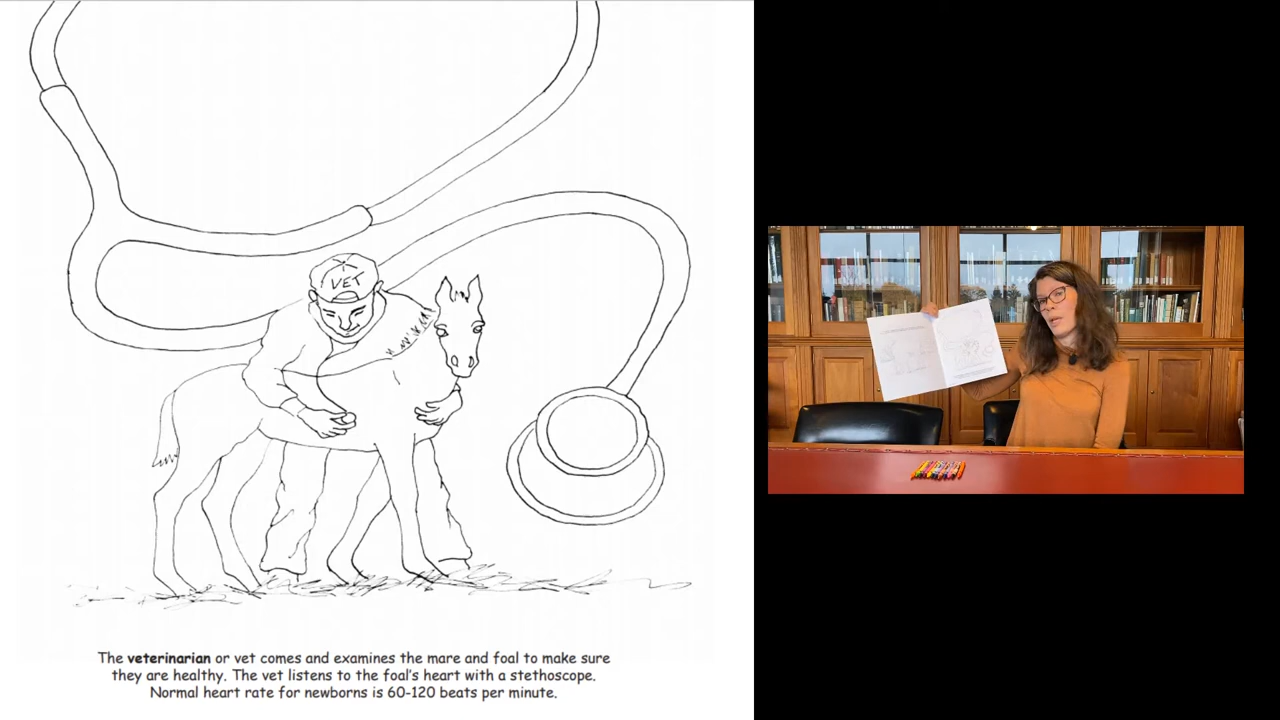 VET
The veterinarian or vet comes and examines the mare and foal to make sure
they are healthy. The vet listens to the foal's heart with a stethoscope.
Normal heart rate for newborns is 60-120 beats per minute.